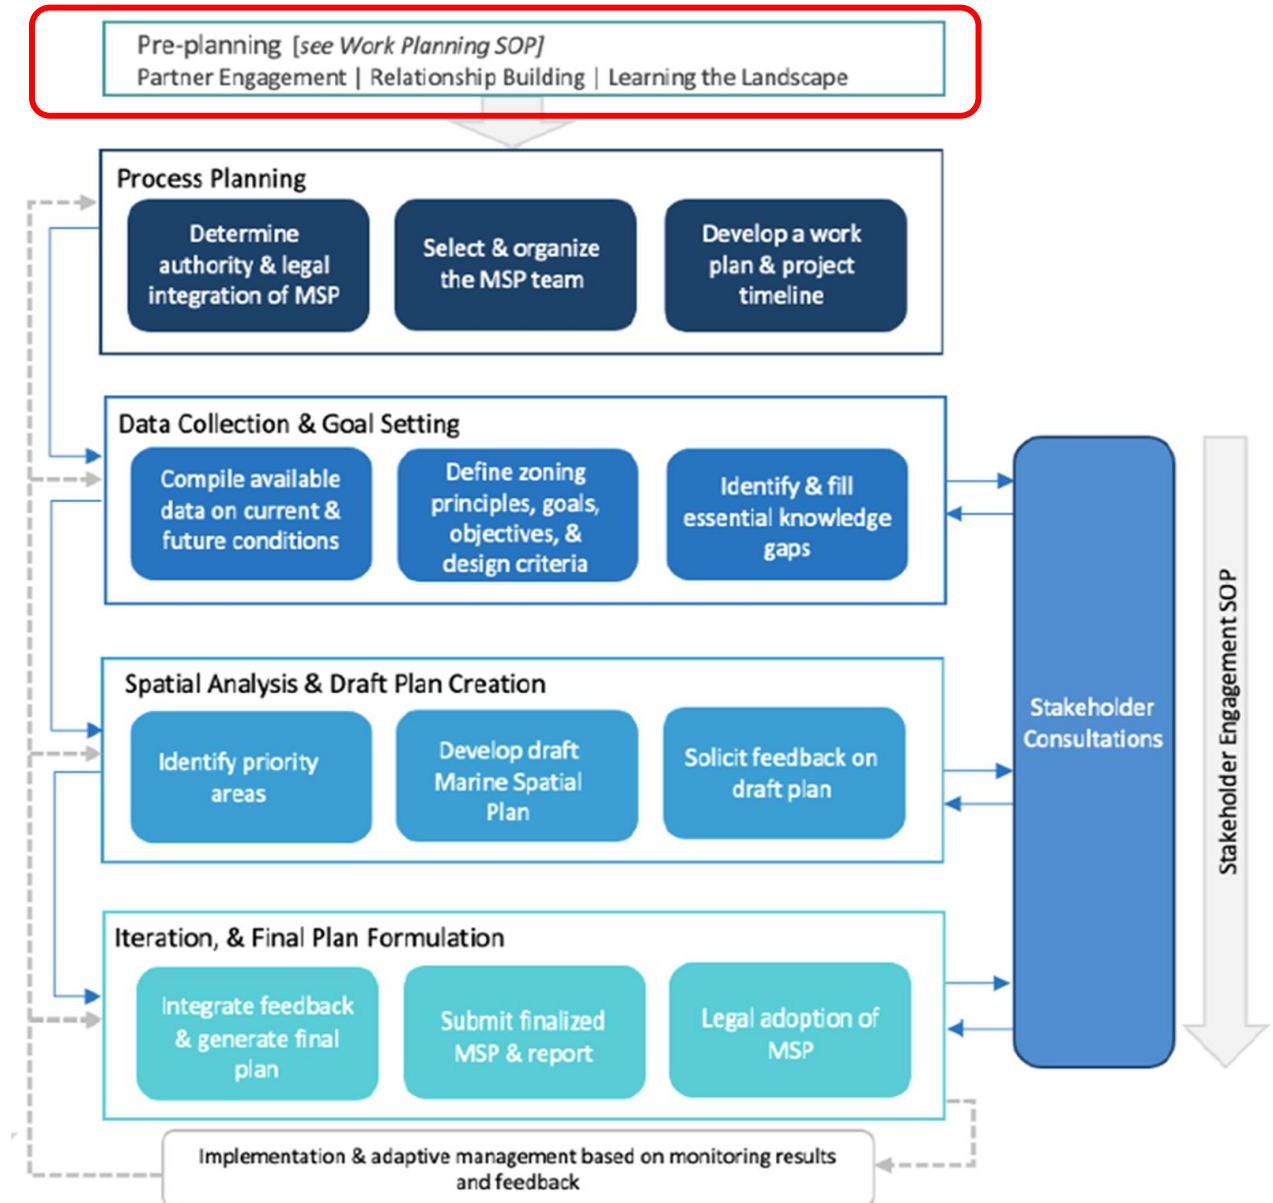 Pre-planning [see Work Planning SOP]
Partner Engagement | Relationship Building | Learning the Landscape
Process Planning
Determine
authority & legal
integration of MSP
Select & organize
the MSP team
Develop a work
plan & project
timeline
Data Collection & Goal Setting
Compile available
data on current &
future conditions
Define zoning
principles, goals,
objectives, &
design criteria
Identify & fill
essential knowledge
gaps
Spatial Analysis & Draft Plan Creation
Identify priority
areas
Develop draft
Marine Spatial
Plan
Solicit feedback on
draft plan
Iteration, & Final Plan Formulation
Integrate feedback
& generate final
plan
Submit finalized
MSP & report
Legal adoption of
MSP
Implementation & adaptive management based on monitoring results
and feedback
Stakeholder
Consultations
Stakeholder Engagement SOP